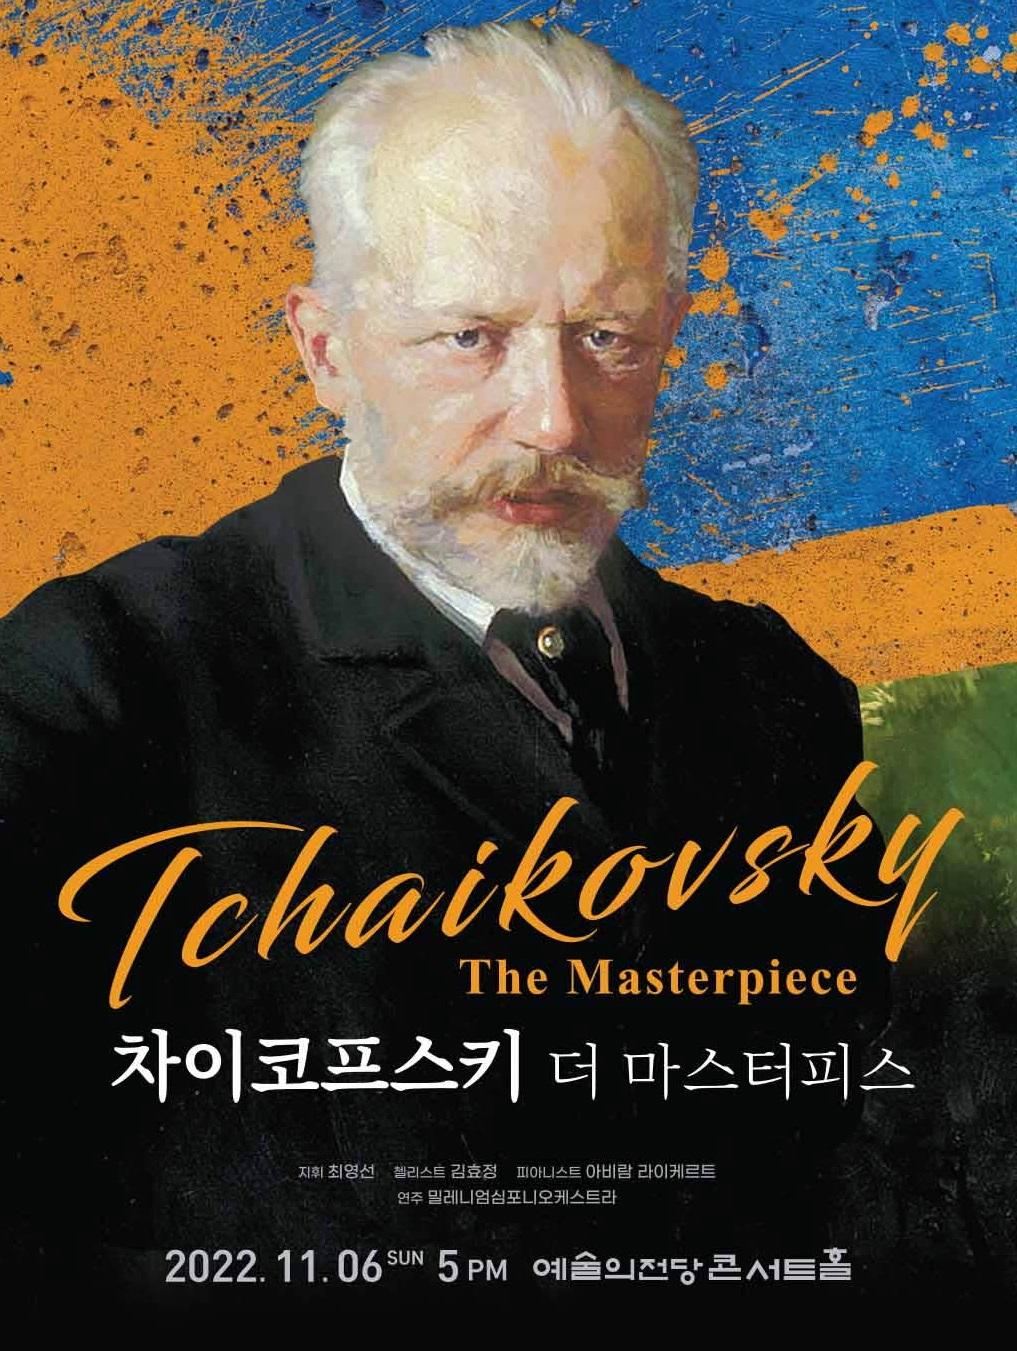 Tchaikovsky
The Masterpiece
차이코프스키 더 마스터피스
지휘 최영선 첼리스트 김효정 피아니스트 아비람 라이케르트
연주 밀레니엄심포니오케스트라
2022. 11. 06 SUN 5 PM 예술의전당 콘서트홀